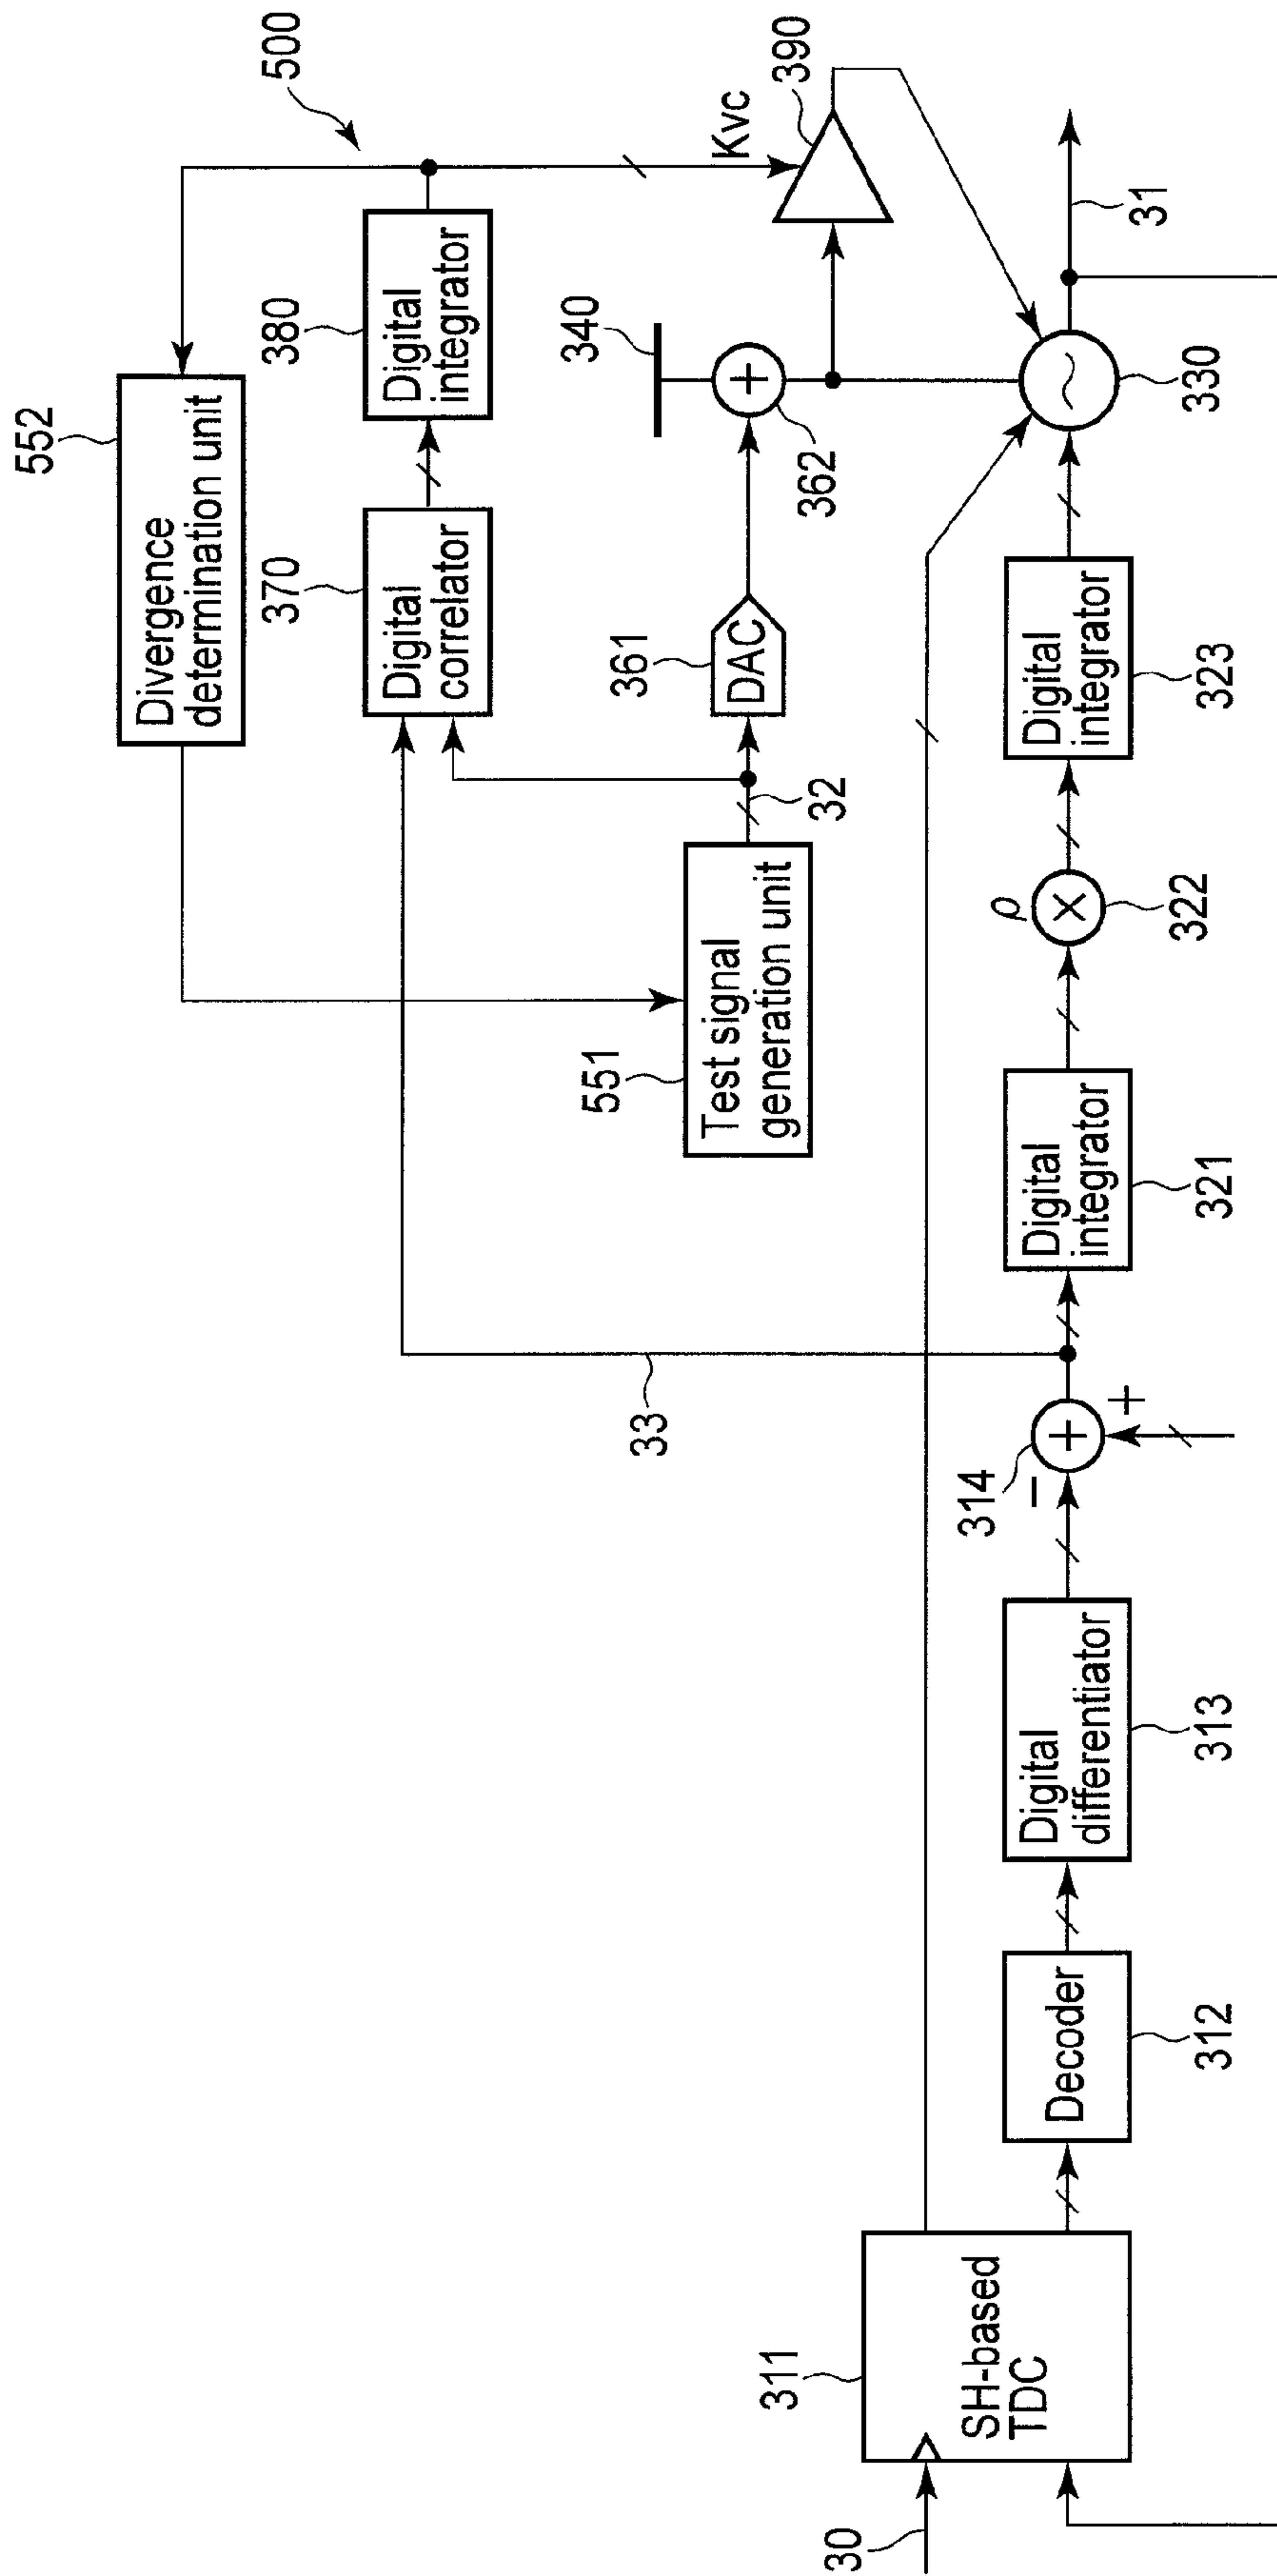 500
552
Divergence
determination unit
380
Digital
integrator
370
Digital
correlator
340
Kvc
390
+
362
361
DAC
32
551
Test signal
generation unit
33
31
~
330
30
311
SH-based
TDC
Decoder
312
Digital
differentiator
313
314
−
+
+
Digital
integrator
321
ρ
×
322
Digital
integrator
323